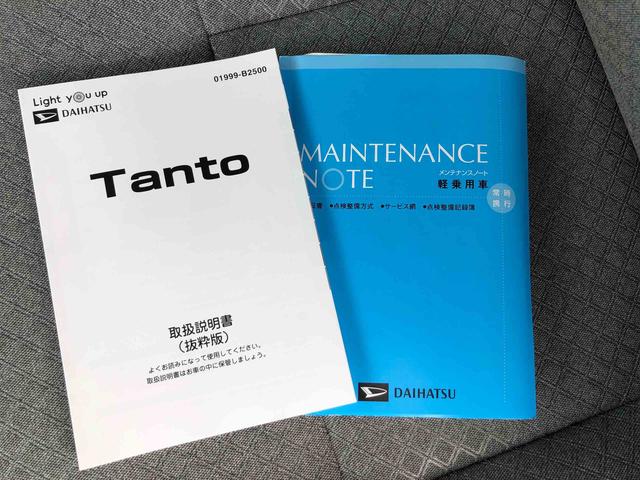 01999-B2500
Light you up
DAIHATSU
Tanto
取扱説明書
（抜粋版）
よくお読みになって使用してください。
取扱説明書はお車の中に保管しましょう。
MAINTENANCE
NOTE
メンテナンスノート
軽乗用車
常時
携行
●点検整備方式 ●サービス網 ●点検整備記録簿
DAIHATSU